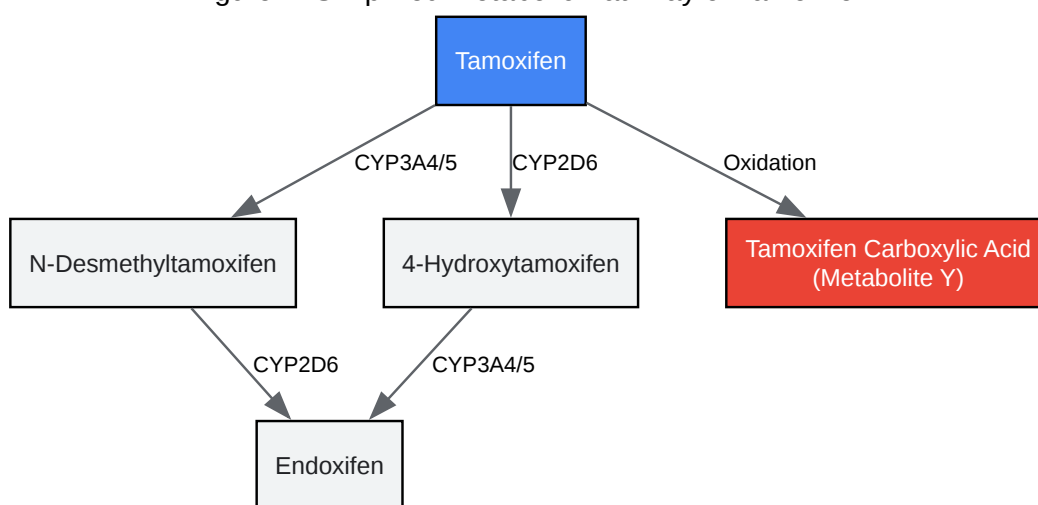 Tamoxifen
CYP3A4/5
CYP2D6
Oxidation
N-Desmethyltamoxifen
4-Hydroxytamoxifen
Tamoxifen Carboxylic Acid
(Metabolite Y)
CYP2D6
CYP3A4/5
Endoxifen